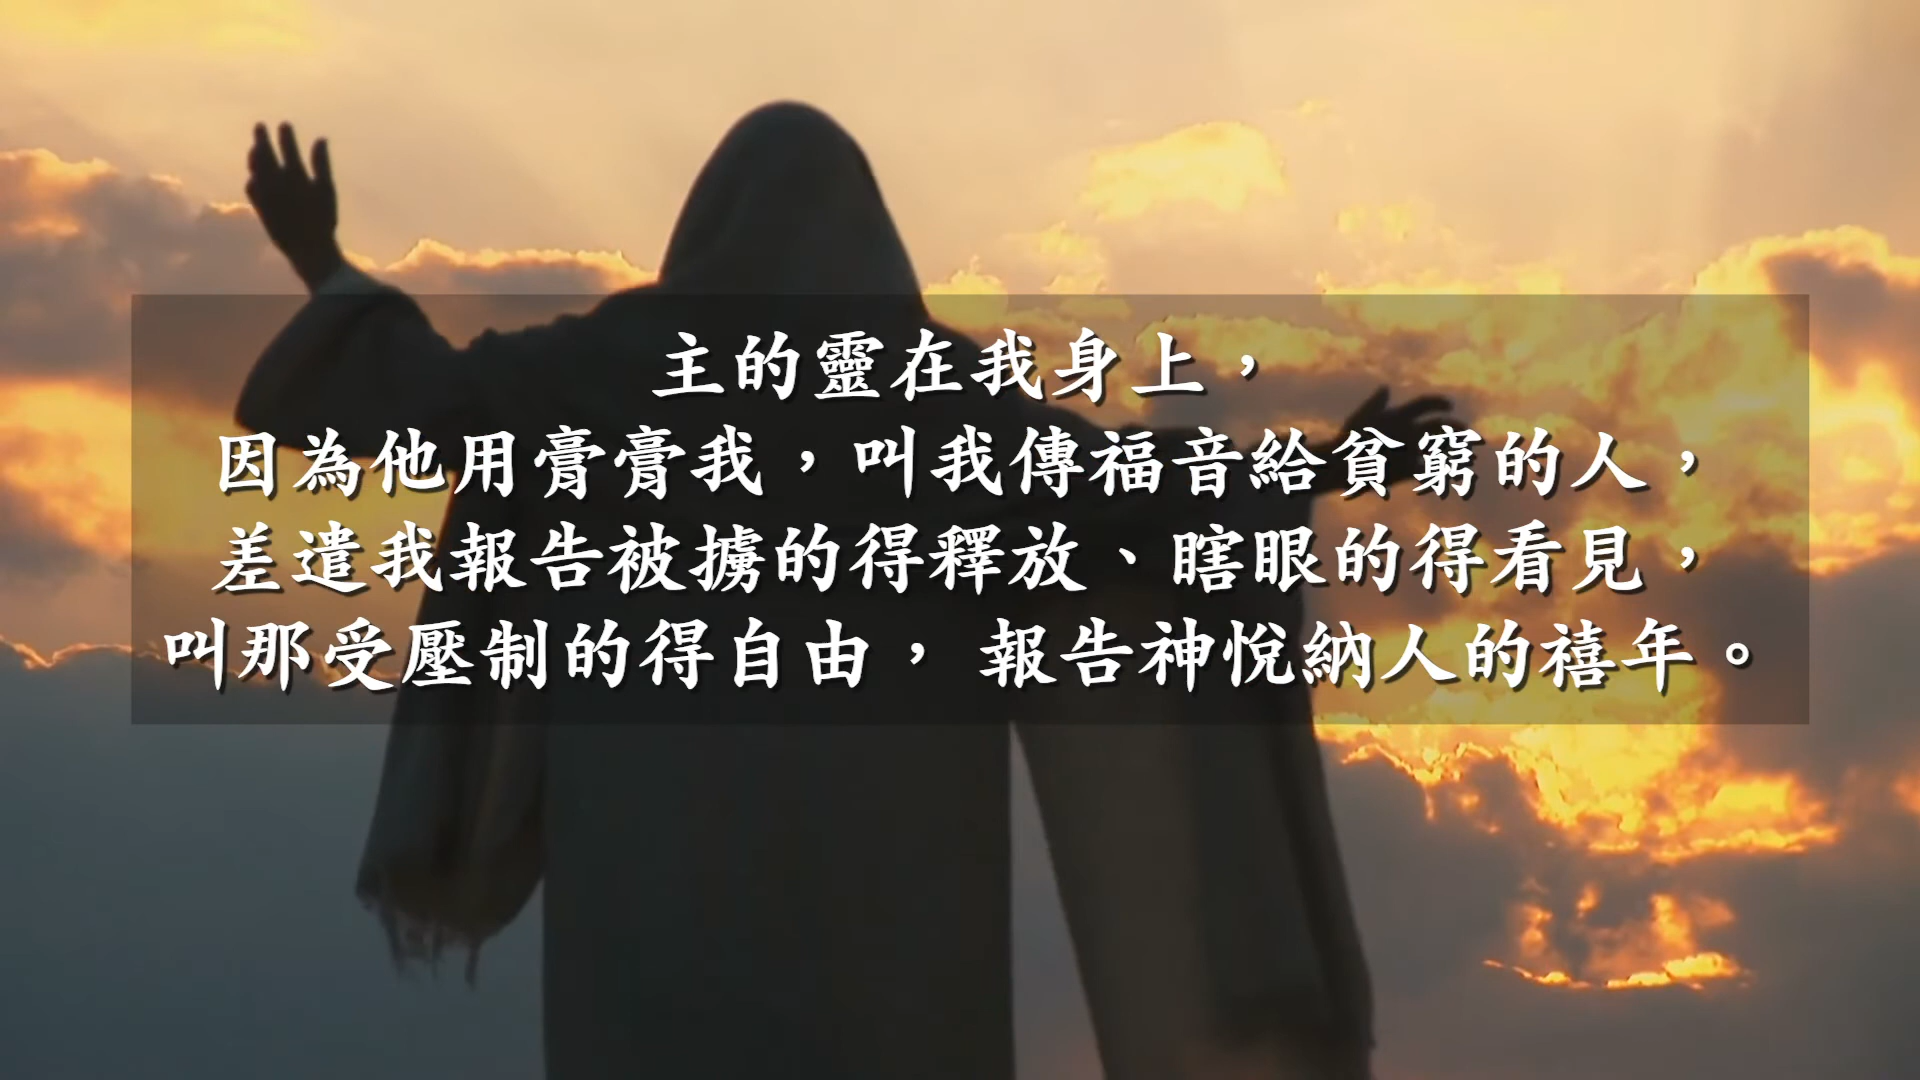 主的靈在我身上，
因為他用膏膏我，叫我傳福音給貧窮的人，
差遣我報告被擄的得釋放、瞎眼的得看見，
叫那受壓制的得自由， 報告神悅納人的禧年。